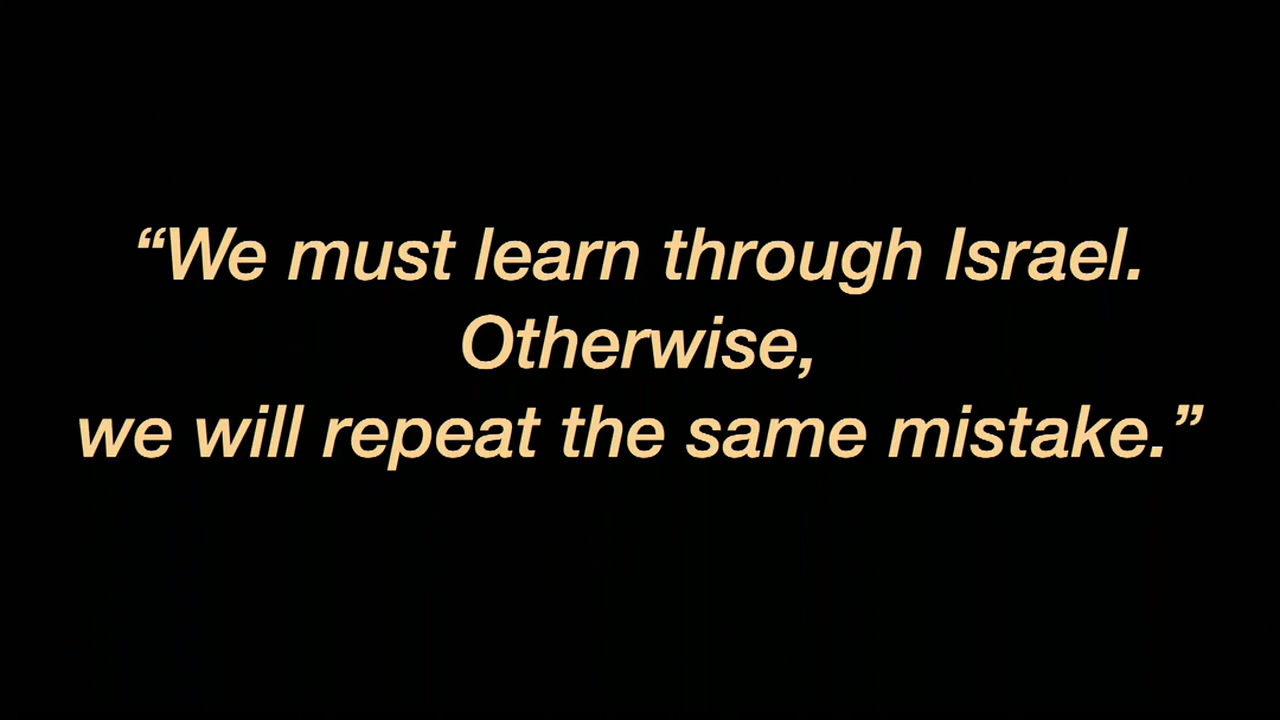 “We must learn through Israel.
Otherwise,
we will repeat the same mistake.”